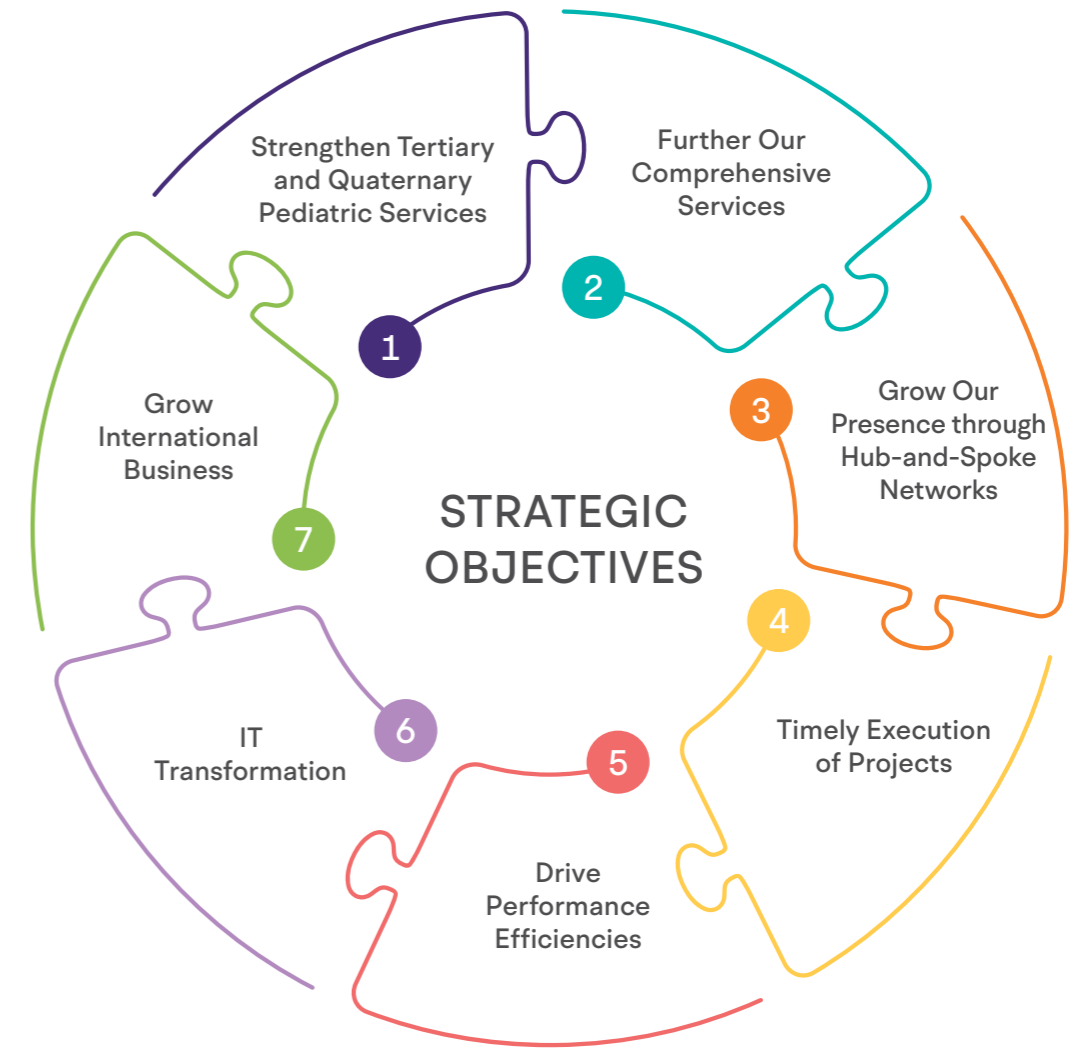 STRATEGIC
OBJECTIVES
1
Strengthen Tertiary
and Quaternary
Pediatric Services
2
Further Our
Comprehensive
Services
3
Grow Our
Presence through
Hub-and-Spoke
Networks
4
Timely Execution
of Projects
5
Drive
Performance
Efficiencies
6
IT
Transformation
7
Grow
International
Business